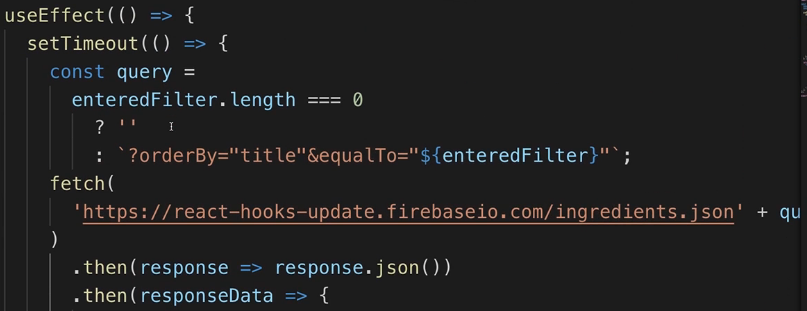 useEffect(() => {
setTimeout(() => {
const query =
enteredFilter.length === 0
? ''
: `?orderBy="title"&equalTo="${enteredFilter}"`;
fetch(
'https://react-hooks-update.firebaseio.com/ingredients.json' + qu
)
.then(response => response.json())
.then(responseData => {